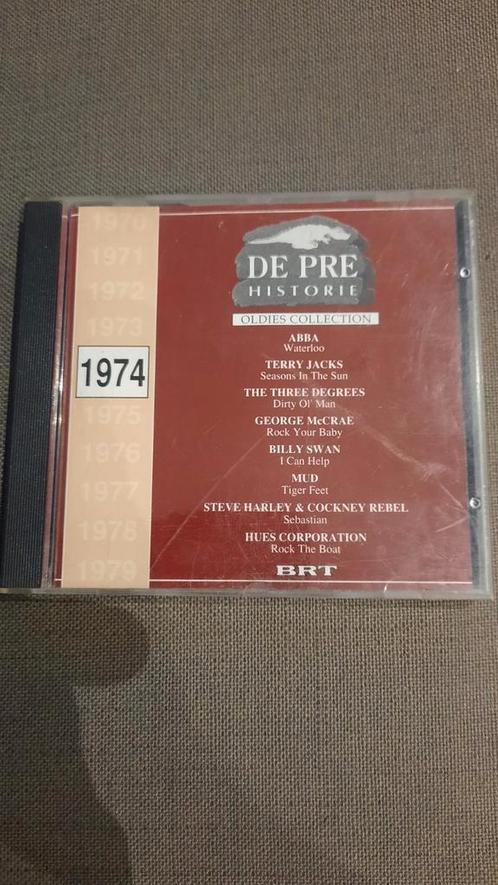 1970
1971
1972
1973
1974
1975
1976
1977
1978
1979
DE PRE
HISTORIE
OLDIES COLLECTION
ABBA
Waterloo
TERRY JACKS
Seasons In The Sun
THE THREE DEGREES
Dirty Ol' Man
GEORGE McCRAE
Rock Your Baby
BILLY SWAN
I Can Help
MUD
Tiger Feet
STEVE HARLEY & COCKNEY REBEL
Sebastian
HUES CORPORATION
Rock The Boat
BRT